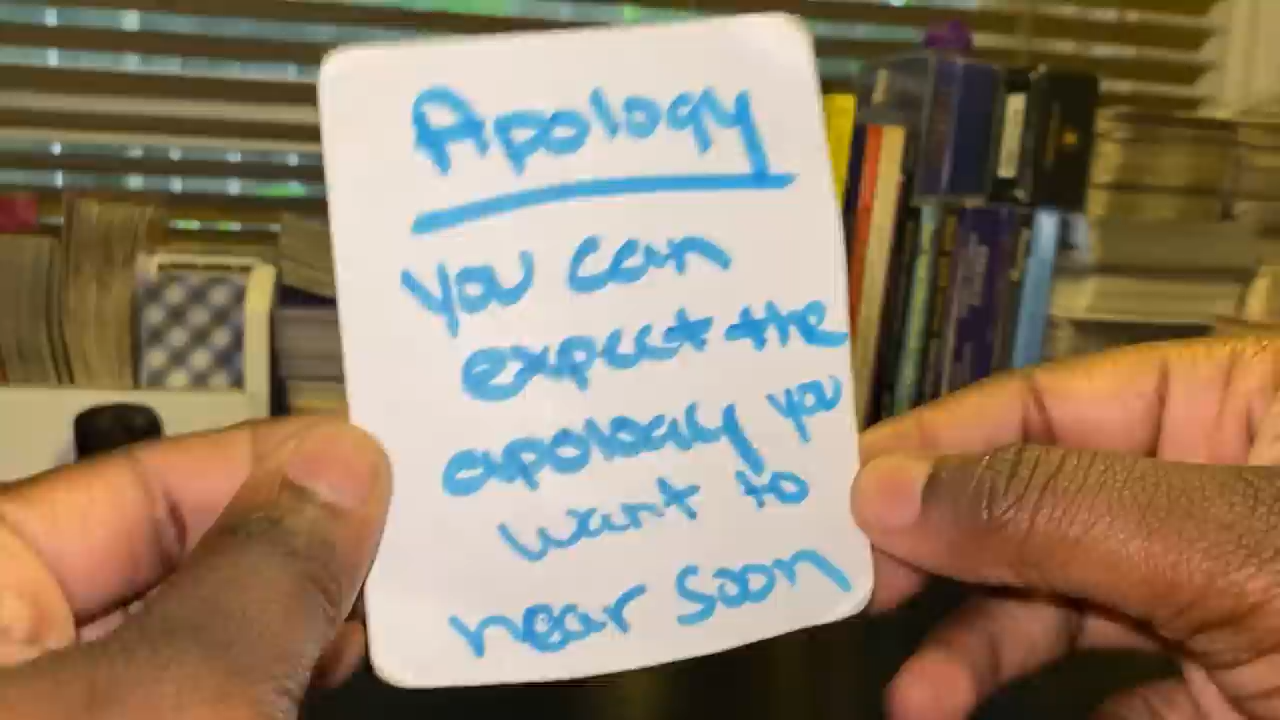 Apology
you can
expect the
apology you
want to
hear soon